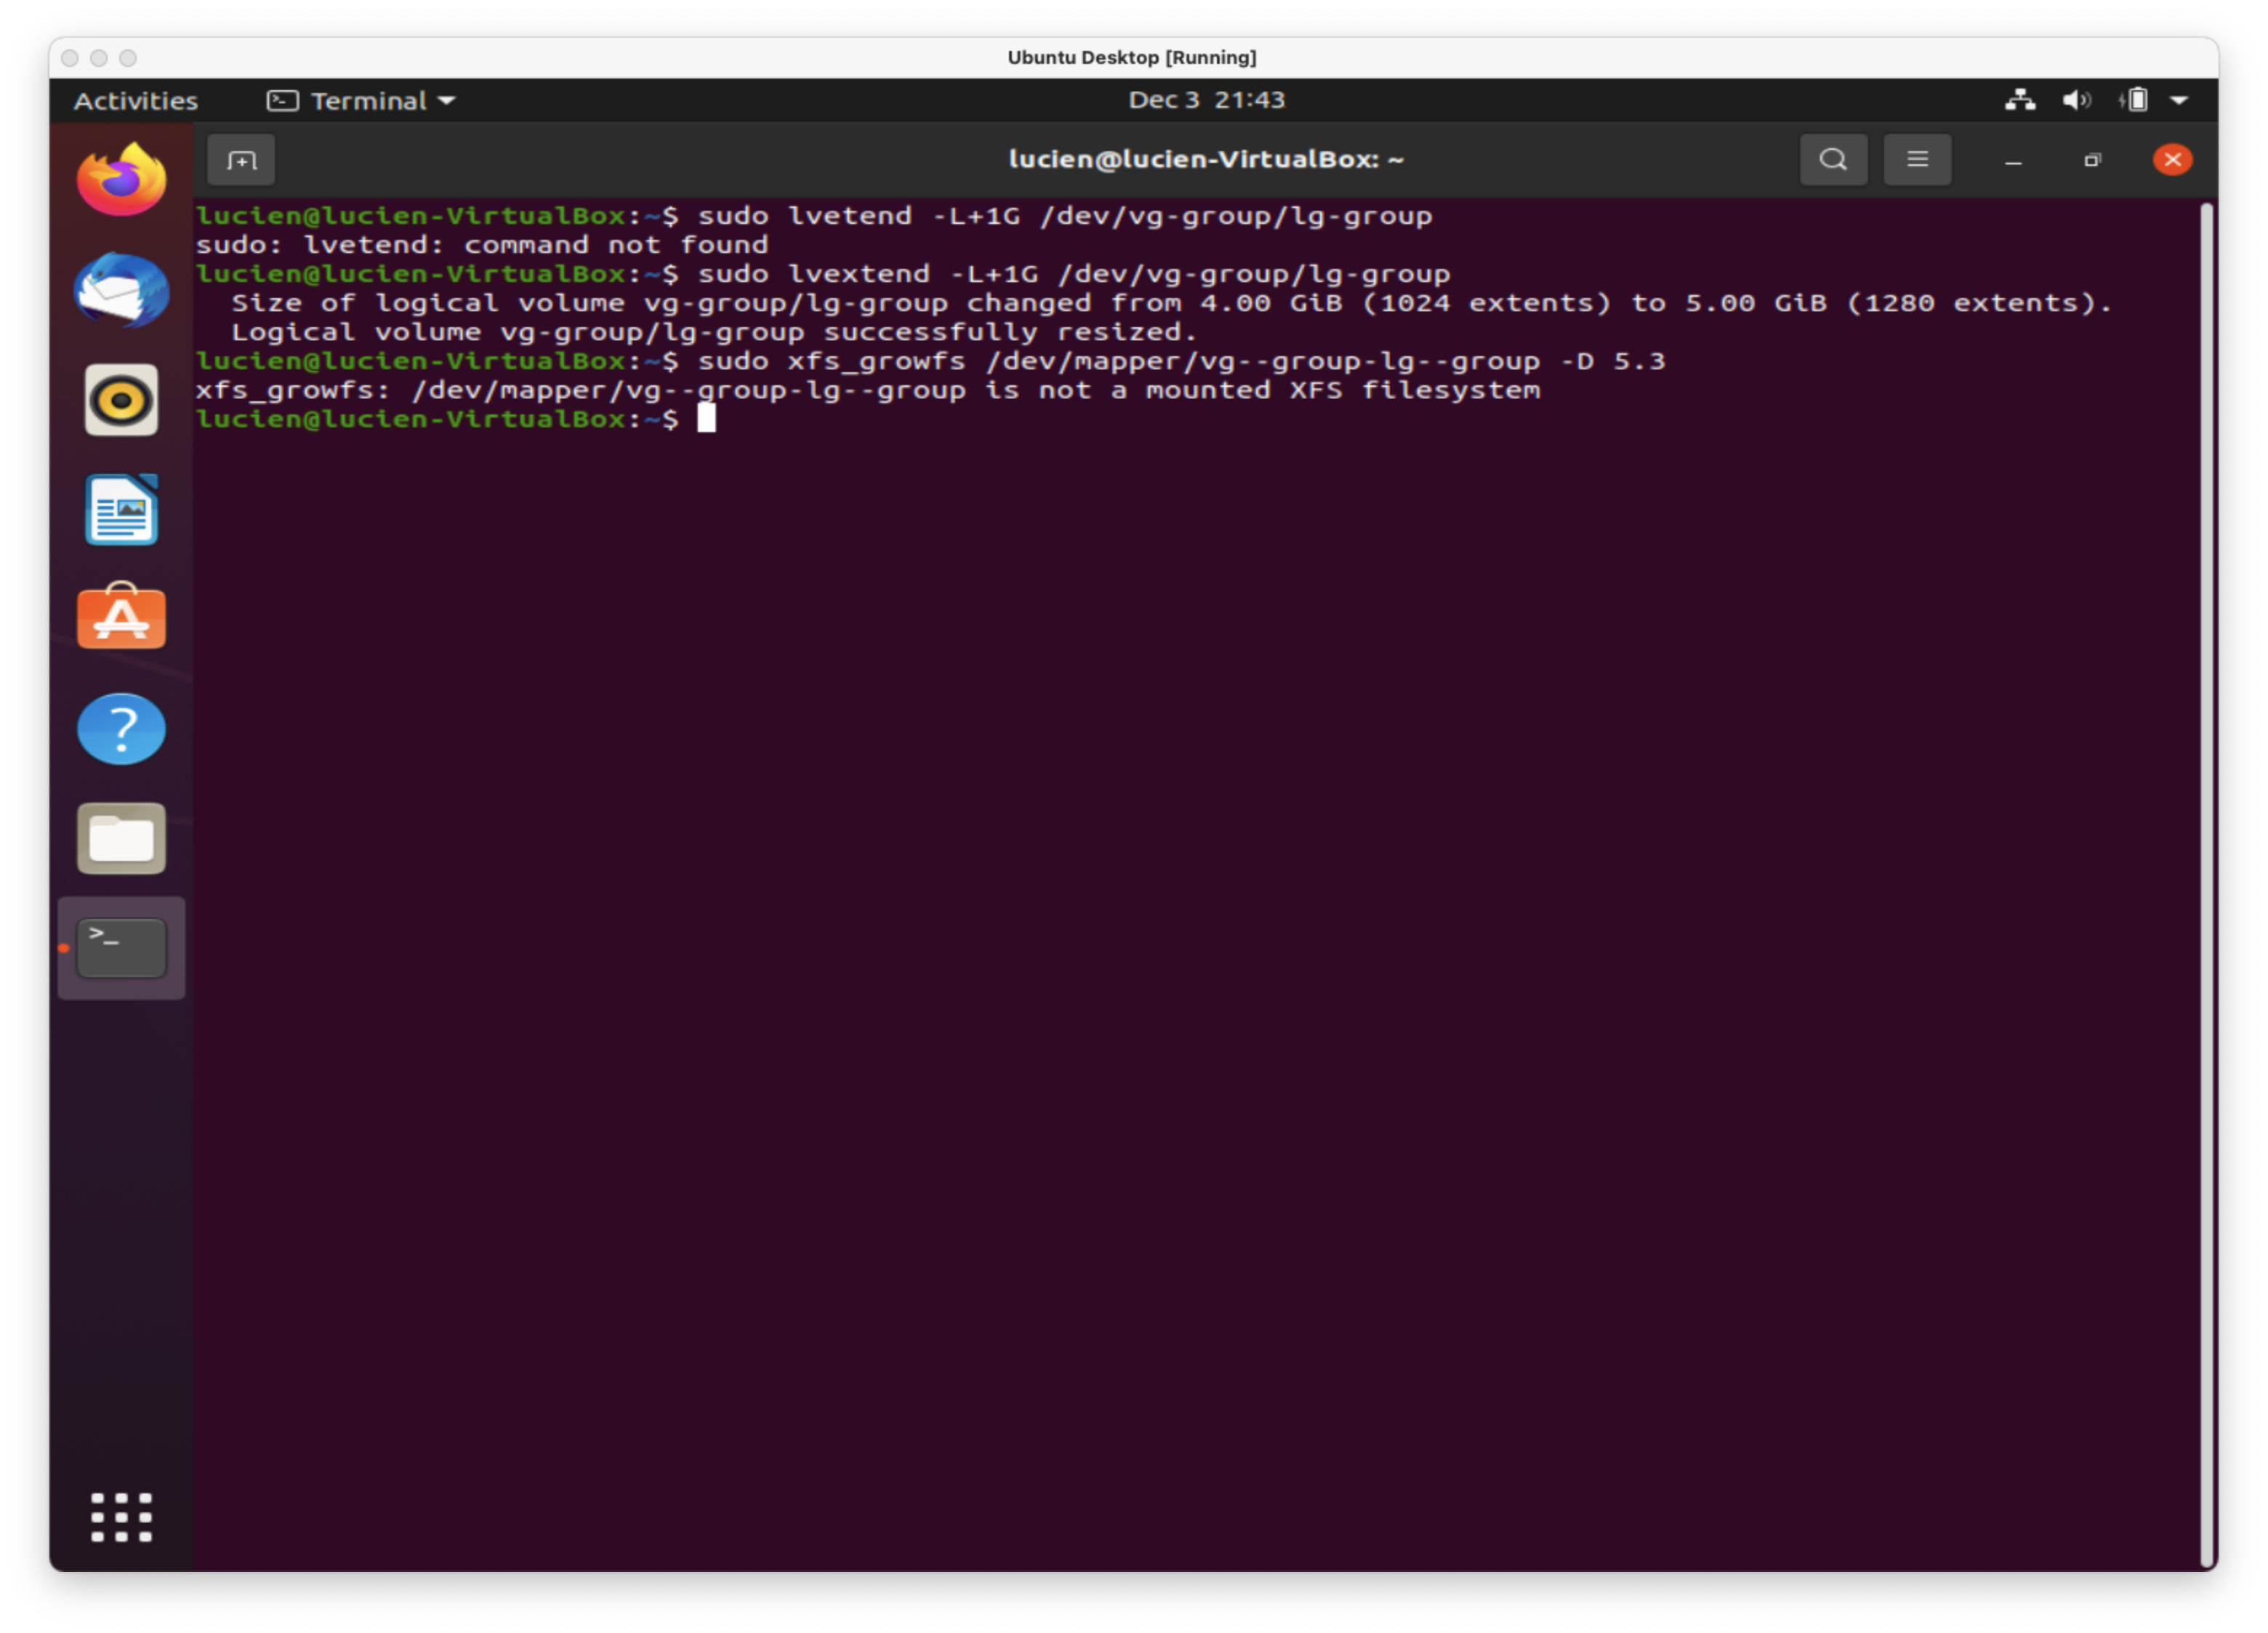 Ubuntu Desktop [Running]
Activities Terminal Dec 3 21:43
lucien@lucien-VirtualBox: ~
lucien@lucien-VirtualBox:~$ sudo lvetend -L+1G /dev/vg-group/lg-group
sudo: lvetend: command not found
lucien@lucien-VirtualBox:~$ sudo lvextend -L+1G /dev/vg-group/lg-group
  Size of logical volume vg-group/lg-group changed from 4.00 GiB (1024 extents) to 5.00 GiB (1280 extents).
  Logical volume vg-group/lg-group successfully resized.
lucien@lucien-VirtualBox:~$ sudo xfs_growfs /dev/mapper/vg--group-lg--group -D 5.3
xfs_growfs: /dev/mapper/vg--group-lg--group is not a mounted XFS filesystem
lucien@lucien-VirtualBox:~$